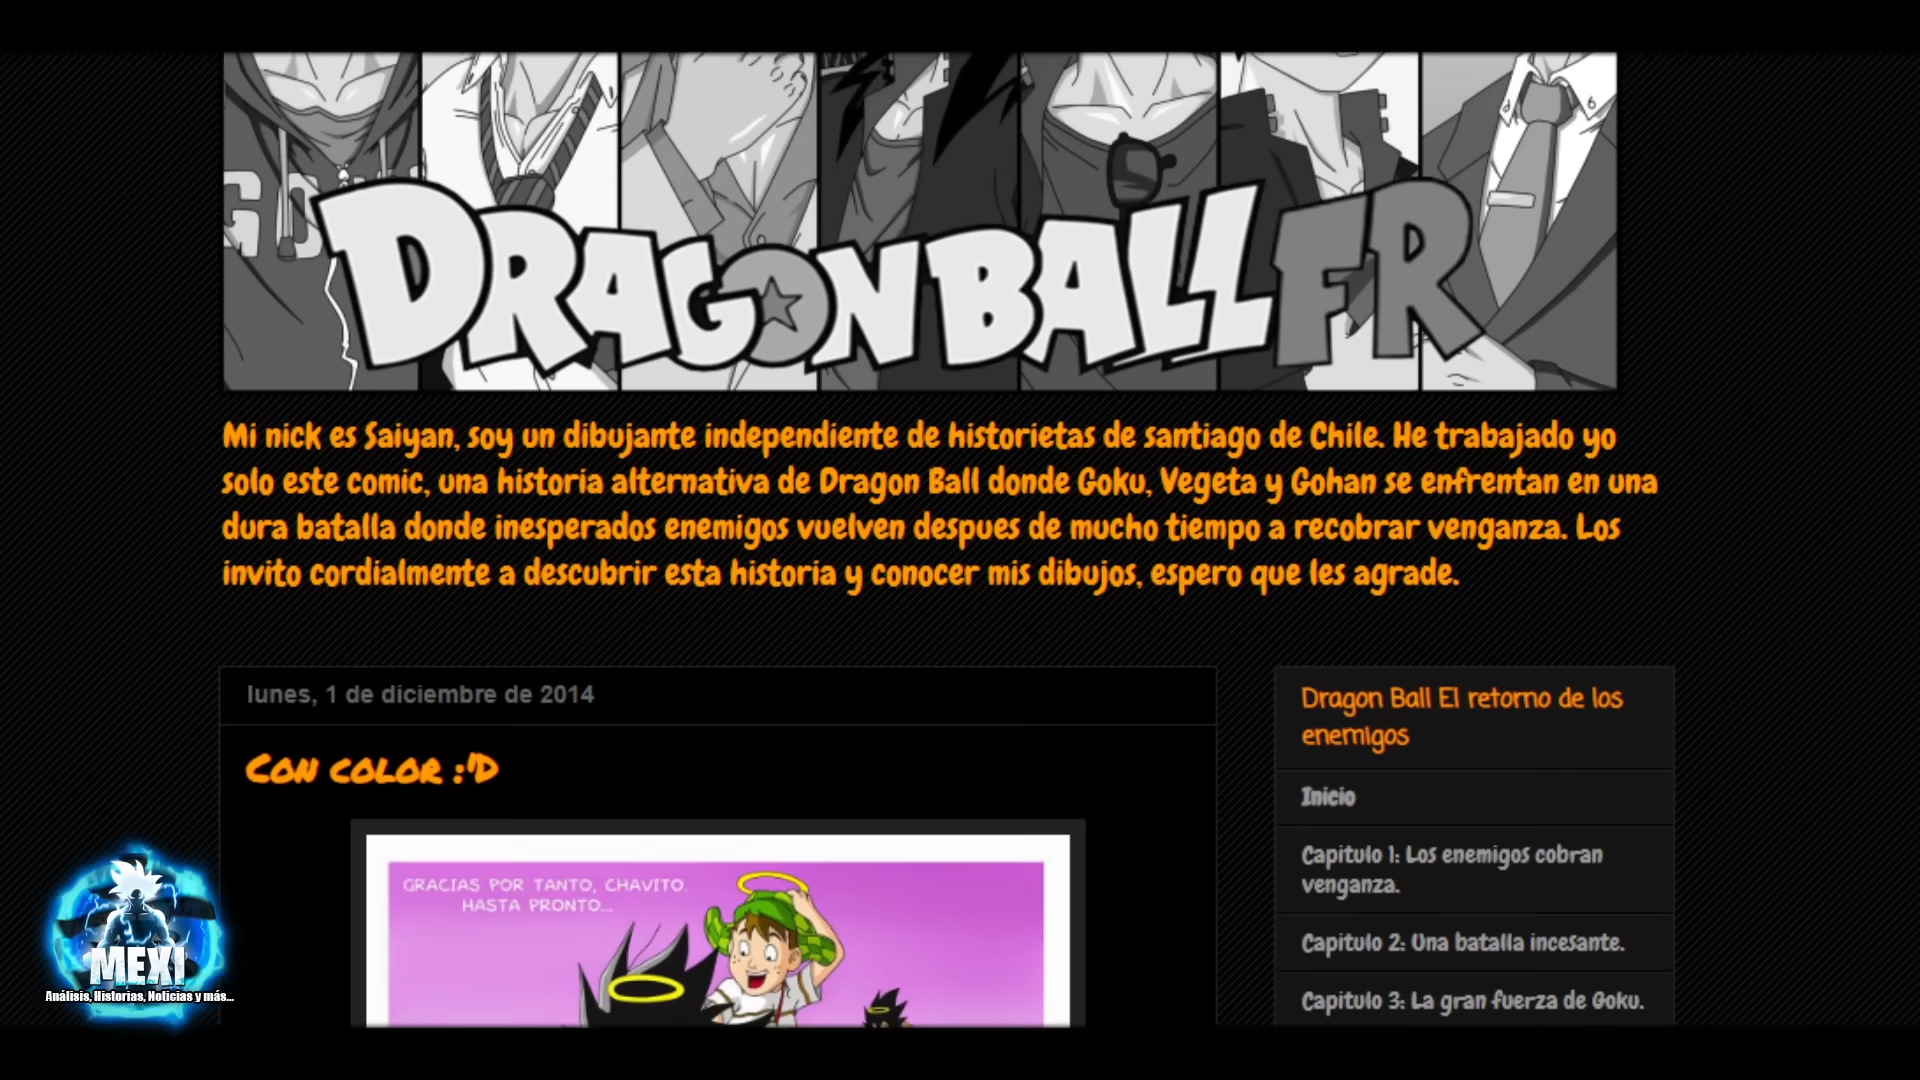 DRAGON BALL FR
Mi nick es Saiyan, soy un dibujante independiente de historietas de santiago de Chile. He trabajado yo
solo este comic, una historia alternativa de Dragon Ball donde Goku, Vegeta y Gohan se enfrentan en una
dura batalla donde inesperados enemigos vuelven despues de mucho tiempo a recobrar venganza. Los
invito cordialmente a descubrir esta historia y conocer mis dibujos, espero que les agrade.
lunes, 1 de diciembre de 2014
Con color :'D
GRACIAS POR TANTO, CHAVITO.
HASTA PRONTO...
Dragon Ball El retorno de los
enemigos
Inicio
Capitulo 1: Los enemigos cobran
venganza.
Capitulo 2: Una batalla incesante.
Capitulo 3: La gran fuerza de Goku.
MEXI
Análisis, Historias, Noticias y más...